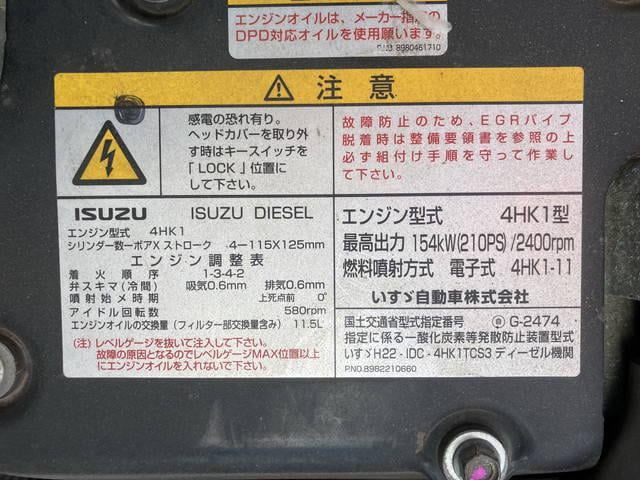 エンジンオイルは、メーカー指定の
DPD対応オイルを使用願います。
P.NO. 8980461710
⚠ 注意
感電の恐れ有り。
ヘッドカバーを取り外
す時はキースイッチを
「LOCK」位置に
して下さい。
故障防止のため、EGRパイプ
脱着時は整備要領書を参照の上
必ず組付け手順を守って作業し
て下さい。
ISUZU ISUZU DIESEL
エンジン型式 4HK1
シリンダー数ーボアX ストローク 4ー115X125mm
エンジン調整表
着火順序 1-3-4-2
弁スキマ(冷間) 吸気0.6mm 排気0.6mm
噴射始メ時期 上死点前 0°
アイドル回転数 580rpm
エンジンオイルの交換量(フィルター部交換量含み) 11.5L
(注) レベルゲージを抜いて注入して下さい。
故障の原因となるのでレベルゲージMAX位置以上
にエンジンオイルを入れないで下さい。
エンジン型式 4HK1型
最高出力 154kW(210PS)/2400rpm
燃料噴射方式 電子式 4HK1-11
いすゞ自動車株式会社
国土交通省型式指定番号 G-2474
指定に係る一酸化炭素等発散防止装置型式
いすゞH22-IDC-4HK1TCS3 ディーゼル機関
P.NO.8982210660